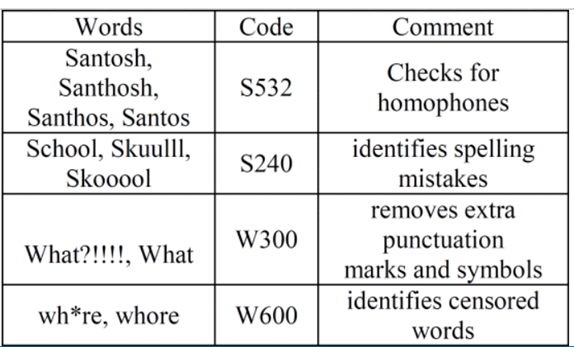 Words Code Comment
Santosh,
Santhosh,
Santhos, Santos
S532
Checks for
homophones
School, Skuulll,
Skooool
S240
identifies spelling
mistakes
What?!!!!, What
W300
removes extra
punctuation
marks and symbols
wh*re, whore
W600
identifies censored
words